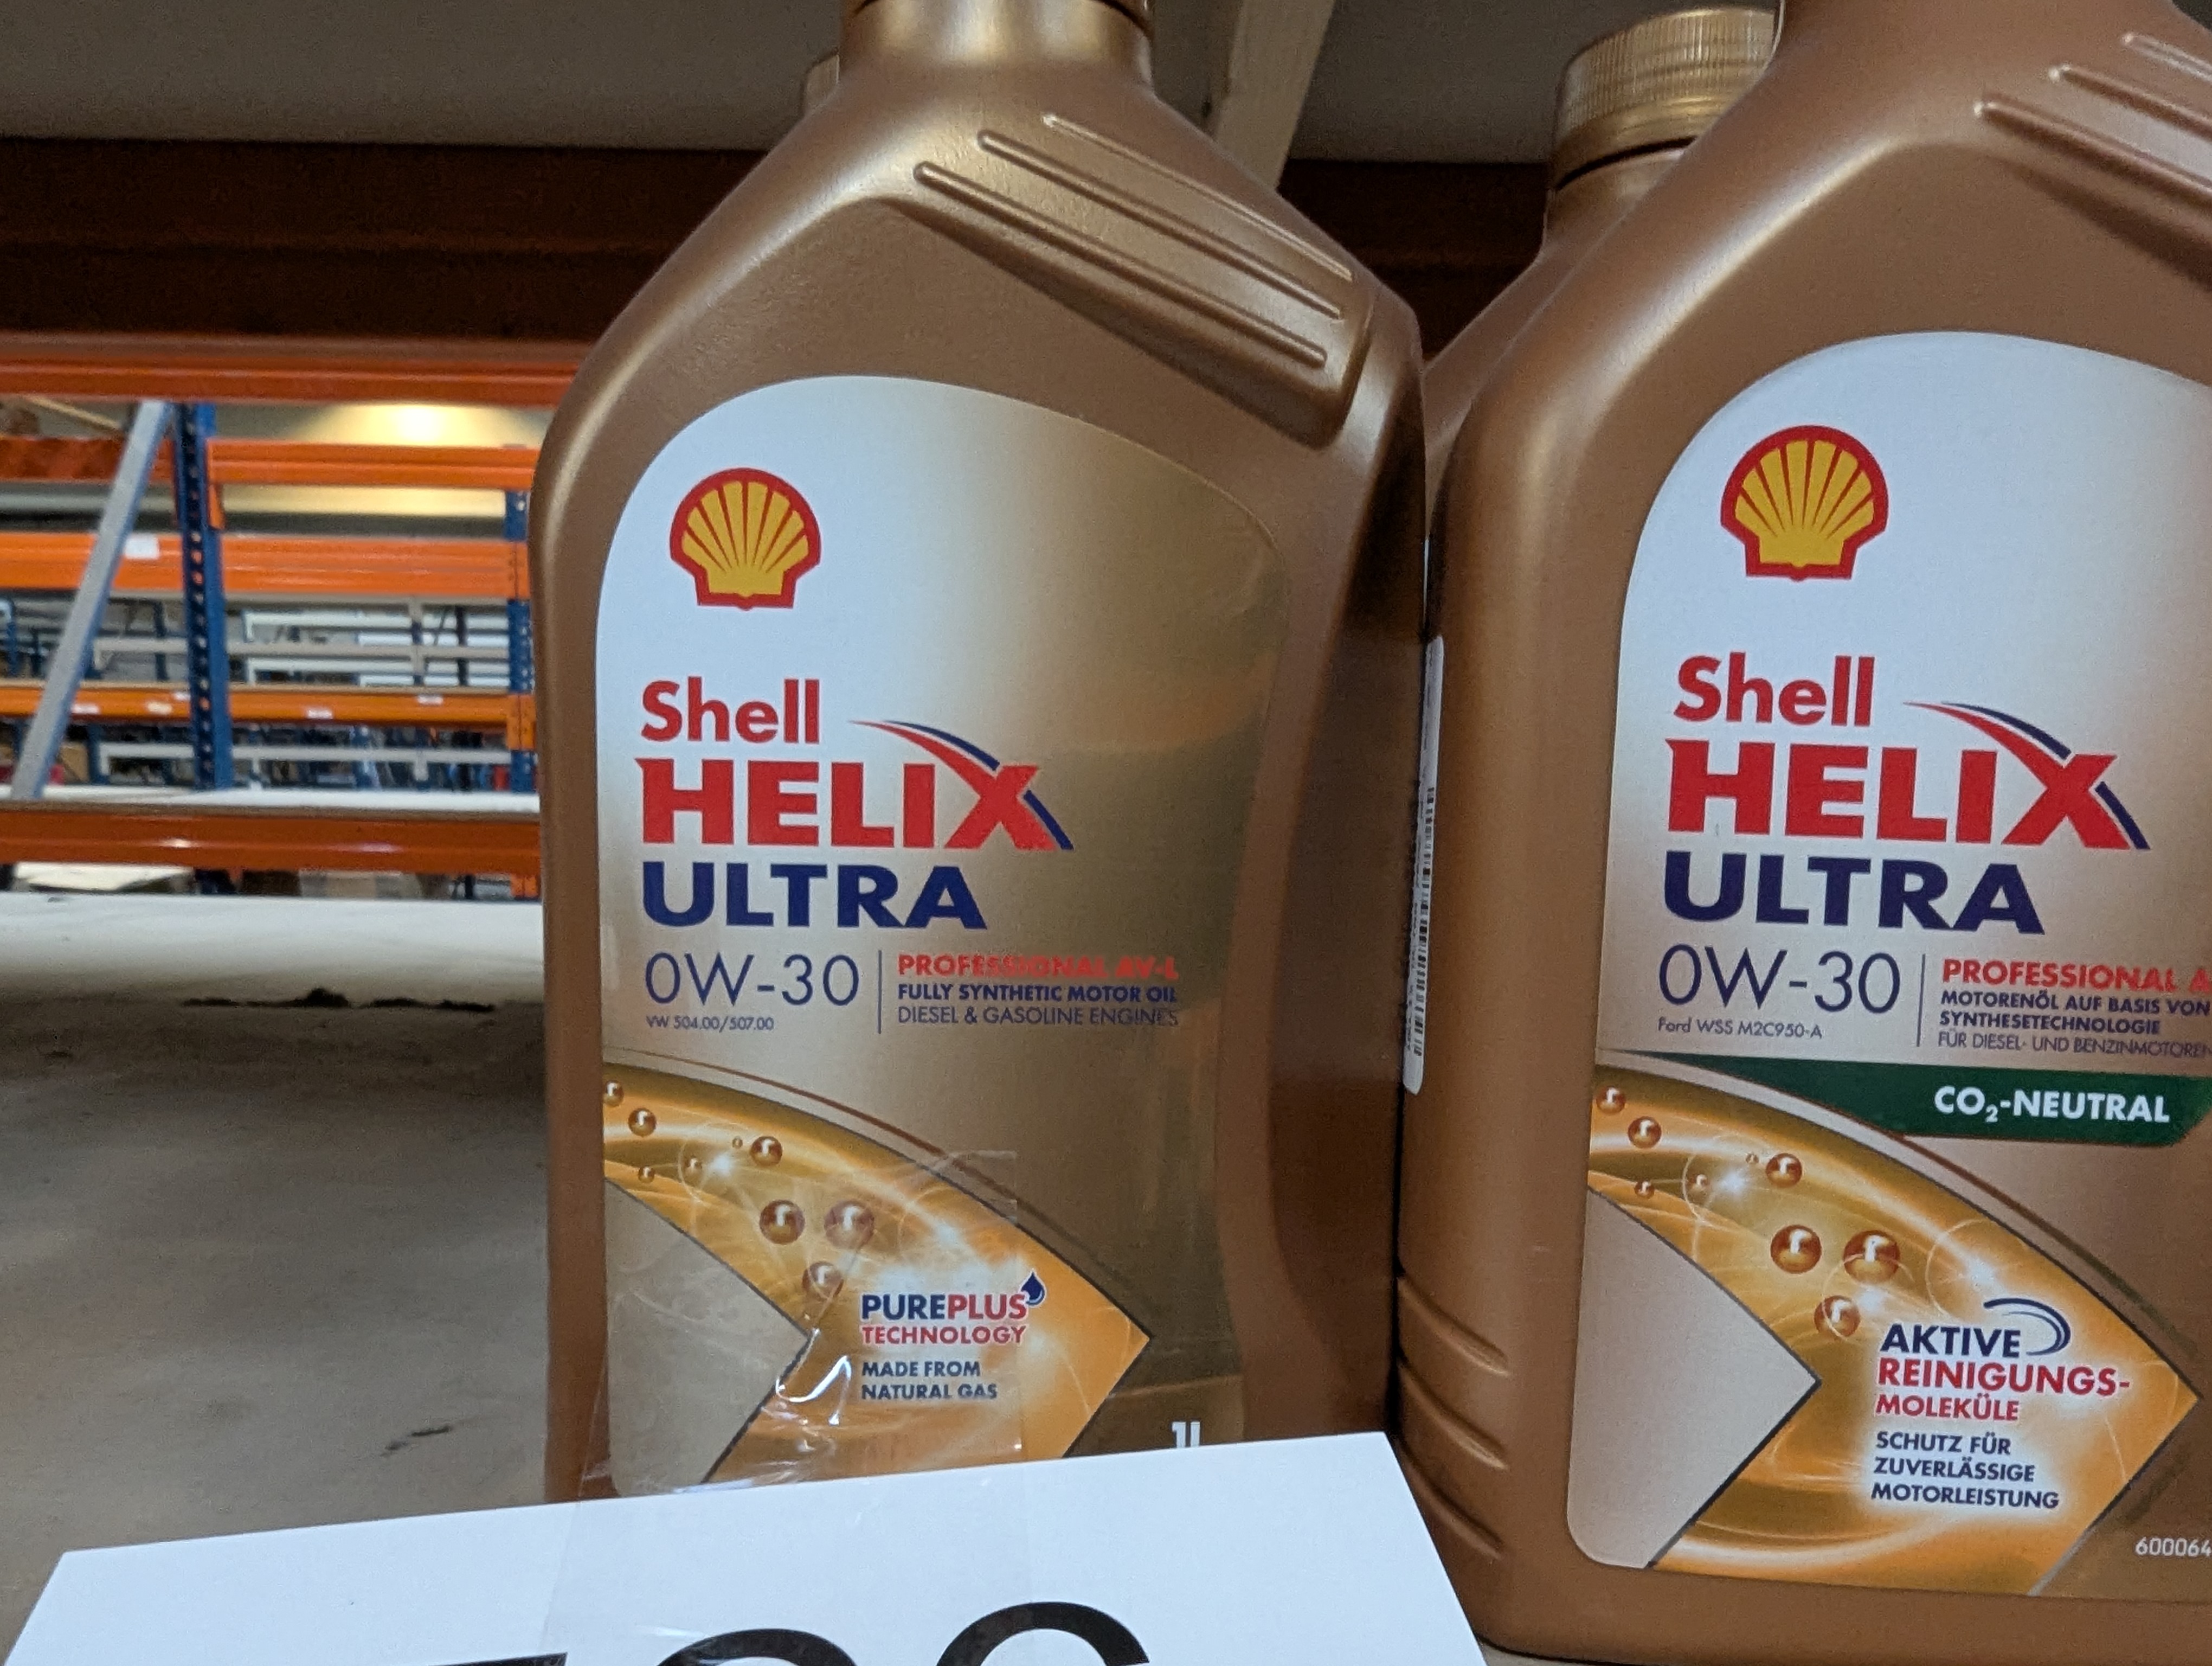 Shell
HELIX
ULTRA
0W-30
VW 504.00/507.00
PROFESSIONAL AV-L
FULLY SYNTHETIC MOTOR OIL
DIESEL & GASOLINE ENGINES
PUREPLUS
TECHNOLOGY
MADE FROM
NATURAL GAS
1L
Shell
HELIX
ULTRA
0W-30
Ford WSS M2C950-A
PROFESSIONAL A
MOTORENÖL AUF BASIS VON
SYNTHESETECHNOLOGIE
FÜR DIESEL- UND BENZINMOTOREN
CO₂-NEUTRAL
AKTIVE
REINIGUNGS-
MOLEKÜLE
SCHUTZ FÜR
ZUVERLÄSSIGE
MOTORLEISTUNG
600064